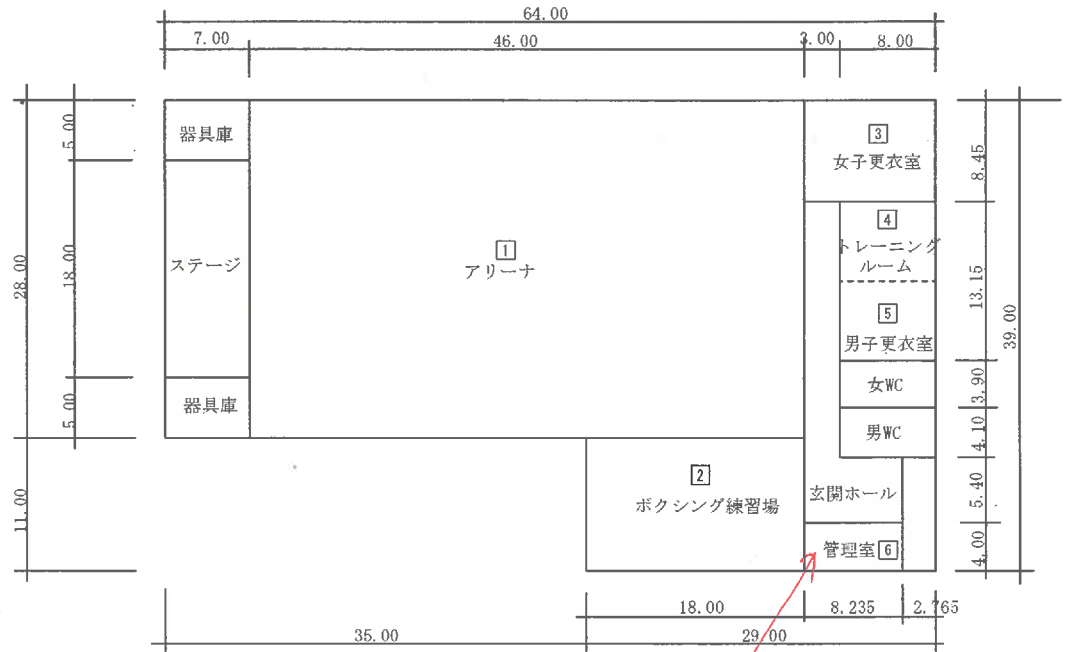 64.00
7.00
46.00
3.00
8.00
器具庫
5.00
ステージ
18.00
28.00
器具庫
5.00
11.00
1
アリーナ
2
ボクシング練習場
3
女子更衣室
8.45
4
トレーニング
ルーム
13.15
5
男子更衣室
39.00
女WC
3.90
男WC
4.10
玄関ホール
5.40
管理室 6
4.00
18.00
8.235
2.765
35.00
29.00